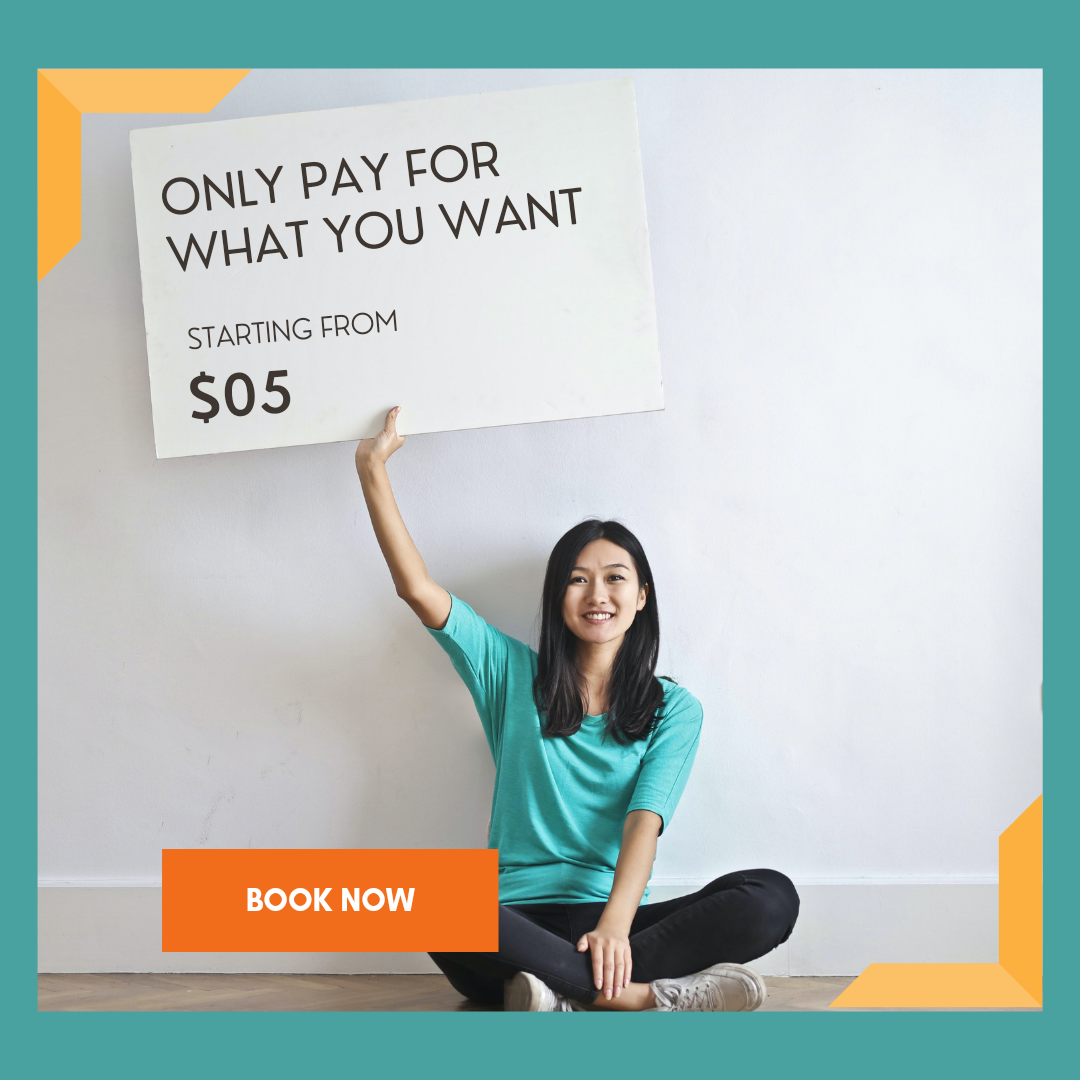 ONLY PAY FOR
WHAT YOU WANT
STARTING FROM
$05
BOOK NOW